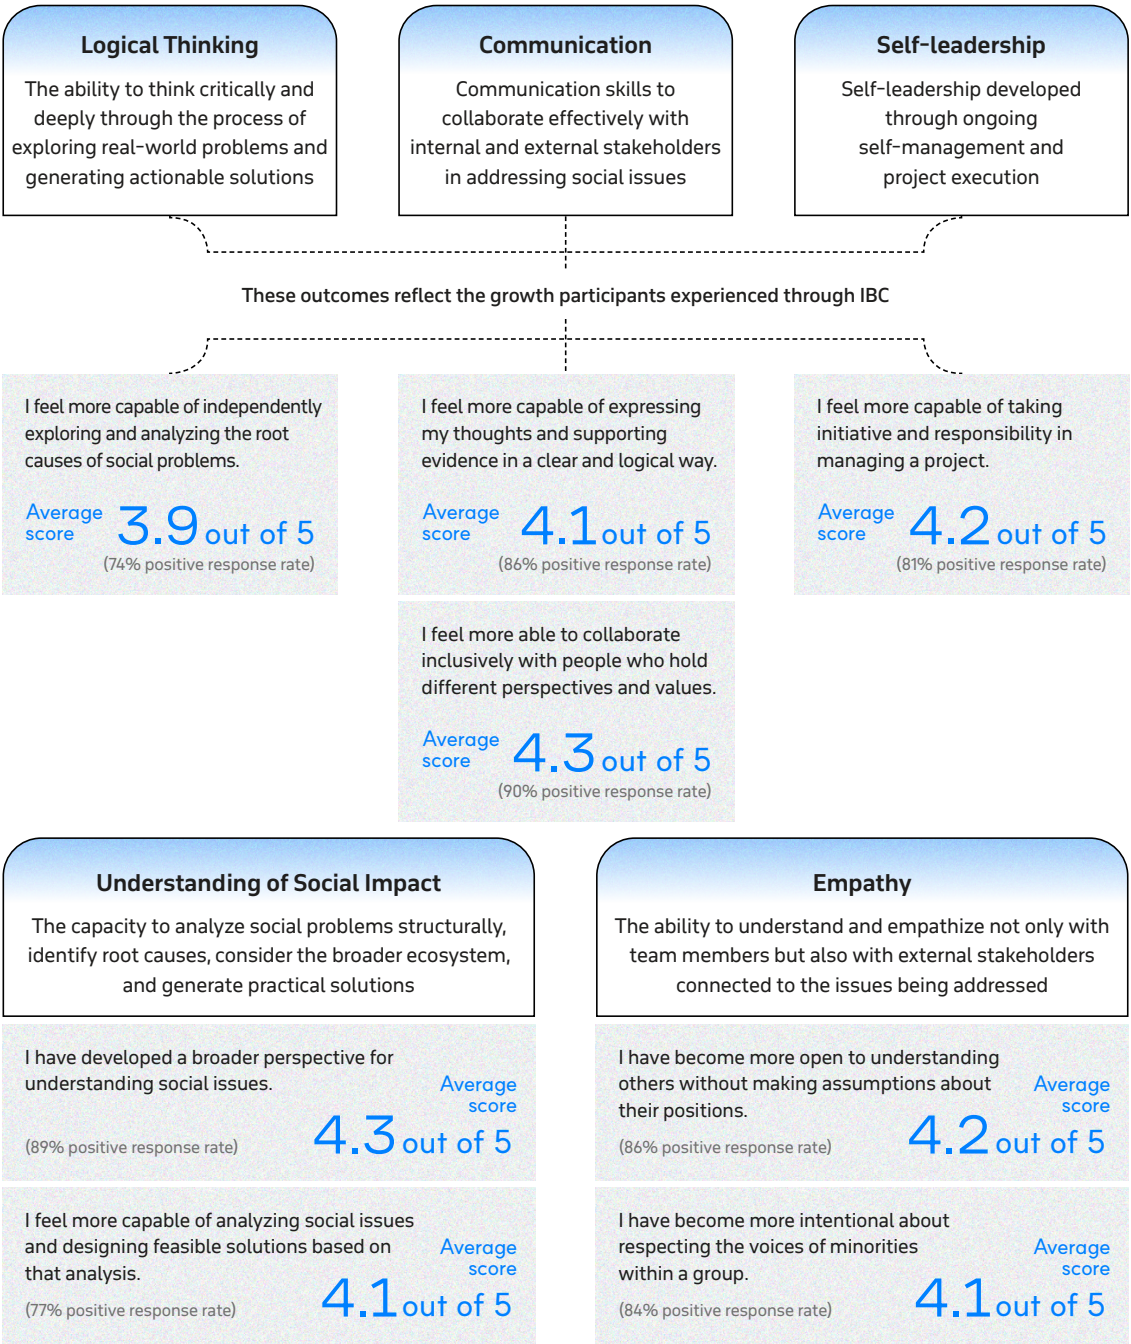 Logical Thinking
The ability to think critically and
deeply through the process of
exploring real-world problems and
generating actionable solutions
Communication
Communication skills to
collaborate effectively with
internal and external stakeholders
in addressing social issues
Self-leadership
Self-leadership developed
through ongoing
self-management and
project execution
These outcomes reflect the growth participants experienced through IBC
I feel more capable of independently
exploring and analyzing the root
causes of social problems.
Average
score
3.9 out of 5
(74% positive response rate)
I feel more capable of expressing
my thoughts and supporting
evidence in a clear and logical way.
Average
score
4.1 out of 5
(86% positive response rate)
I feel more capable of taking
initiative and responsibility in
managing a project.
Average
score
4.2 out of 5
(81% positive response rate)
I feel more able to collaborate
inclusively with people who hold
different perspectives and values.
Average
score
4.3 out of 5
(90% positive response rate)
Understanding of Social Impact
The capacity to analyze social problems structurally,
identify root causes, consider the broader ecosystem,
and generate practical solutions
I have developed a broader perspective for
understanding social issues.
Average
score
(89% positive response rate)
4.3 out of 5
I feel more capable of analyzing social issues
and designing feasible solutions based on
that analysis.
Average
score
(77% positive response rate)
4.1 out of 5
Empathy
The ability to understand and empathize not only with
team members but also with external stakeholders
connected to the issues being addressed
I have become more open to understanding
others without making assumptions about
their positions.
Average
score
(86% positive response rate)
4.2 out of 5
I have become more intentional about
respecting the voices of minorities
within a group.
Average
score
(84% positive response rate)
4.1 out of 5